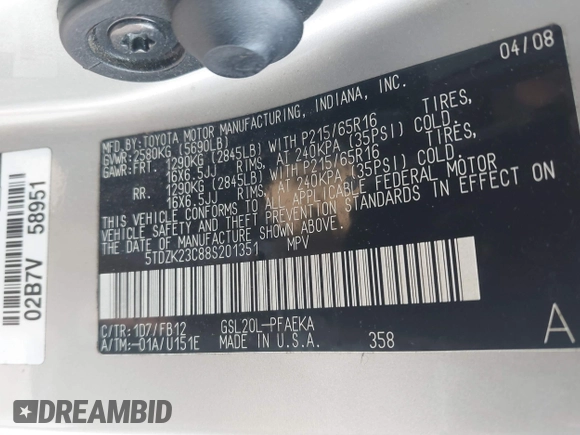 04/08
MFD.BY:TOYOTA MOTOR MANUFACTURING, INDIANA, INC.
GVWR:2580KG (5690LB)
GAWR:FRT. 1290KG (2845LB) WITH P215/65R16 TIRES,
16X6.5JJ RIMS, AT 240KPA (35PSI) COLD.
RR. 1290KG (2845LB) WITH P215/65R16 TIRES,
16X6.5JJ RIMS, AT 240KPA (35PSI) COLD.
THIS VEHICLE CONFORMS TO ALL APPLICABLE FEDERAL MOTOR
VEHICLE SAFETY AND THEFT PREVENTION STANDARDS IN EFFECT ON
THE DATE OF MANUFACTURE SHOWN ABOVE.
5TDZK23C88S201351 MPV
C/TR:1D7/FB12 GSL20L-PFAEKA A
A/TM:-01A/U151E MADE IN U.S.A. 358
02B7V 58951
DREAMBID